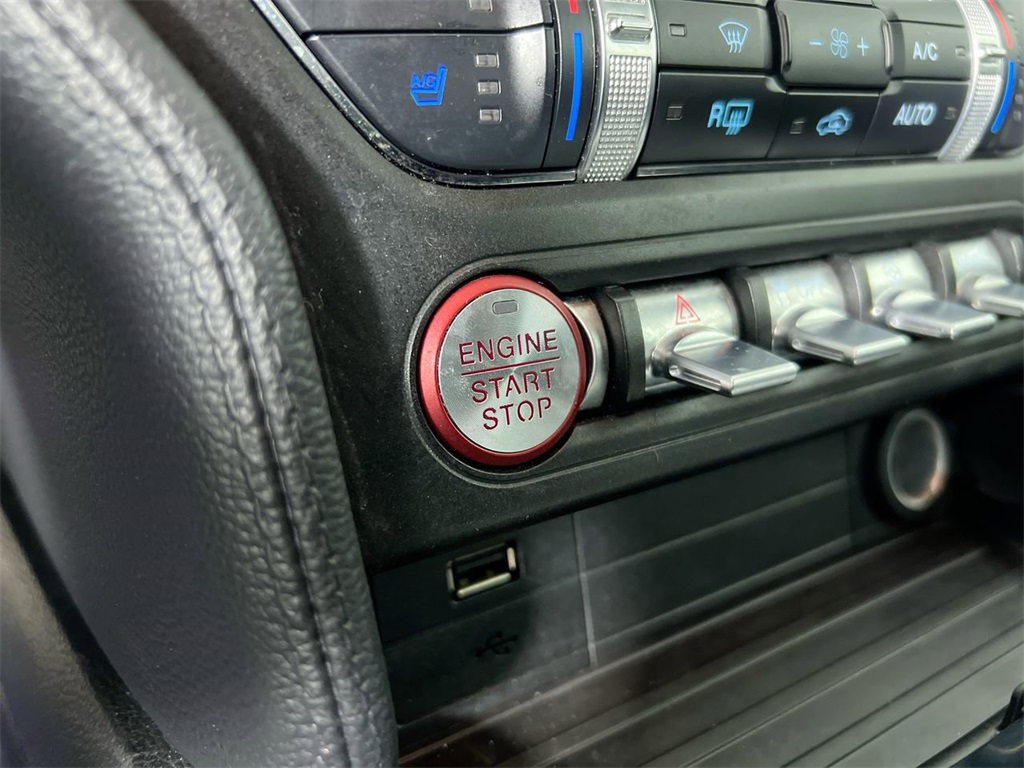 A/C
A/C
R
AUTO
ENGINE
START
STOP